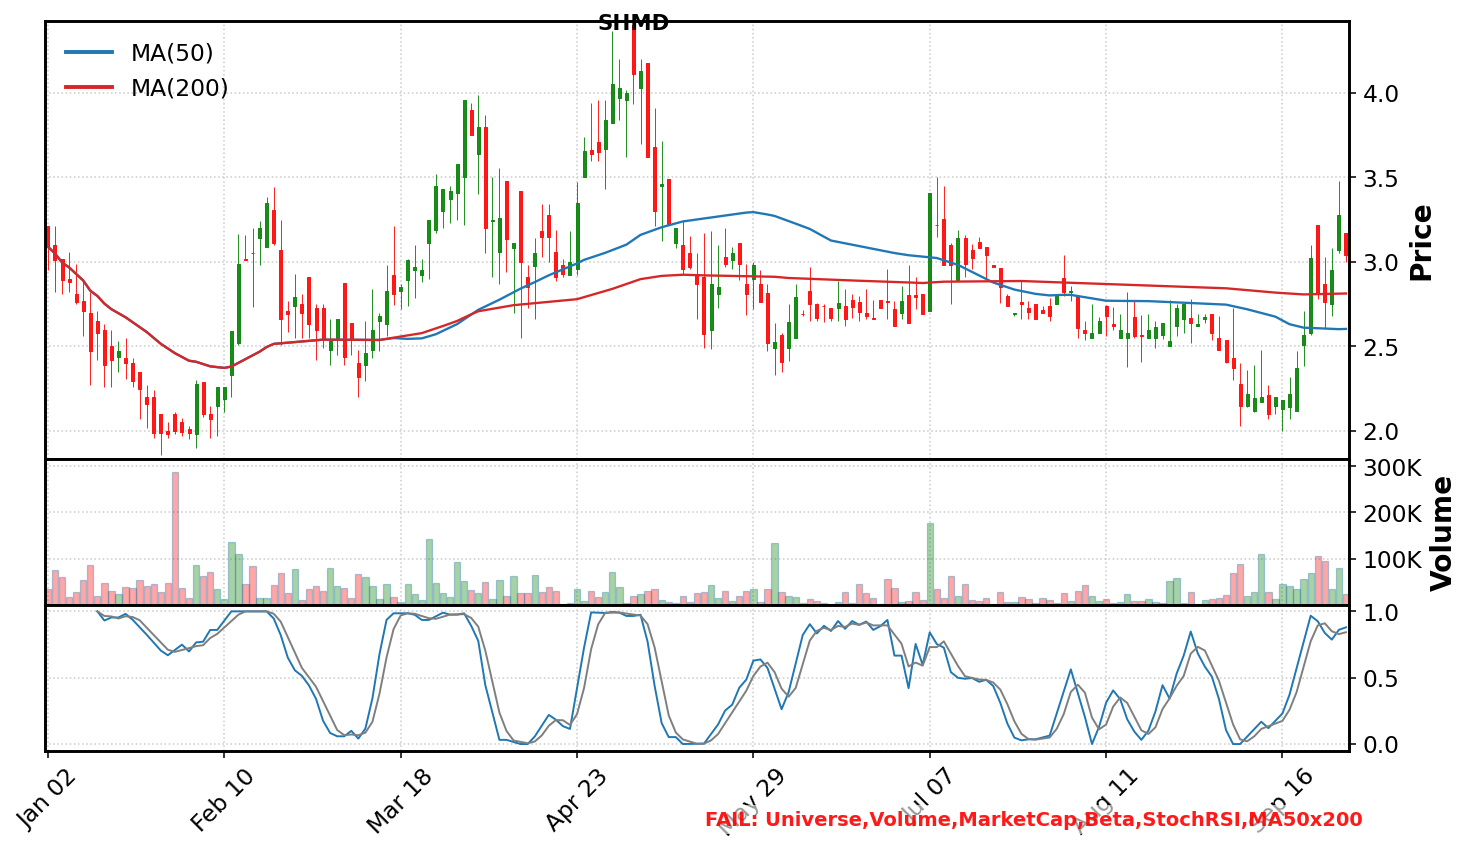 SHMD
MA(50)
MA(200)
4.0
3.5
3.0
2.5
2.0
Price
300K
200K
100K
Volume
1.0
0.5
0.0
Jan 02
Feb 10
Mar 18
Apr 23
May 29
Jul 07
Aug 11
Sep 16
FAIL: Universe,Volume,MarketCap,Beta,StochRSI,MA50x200